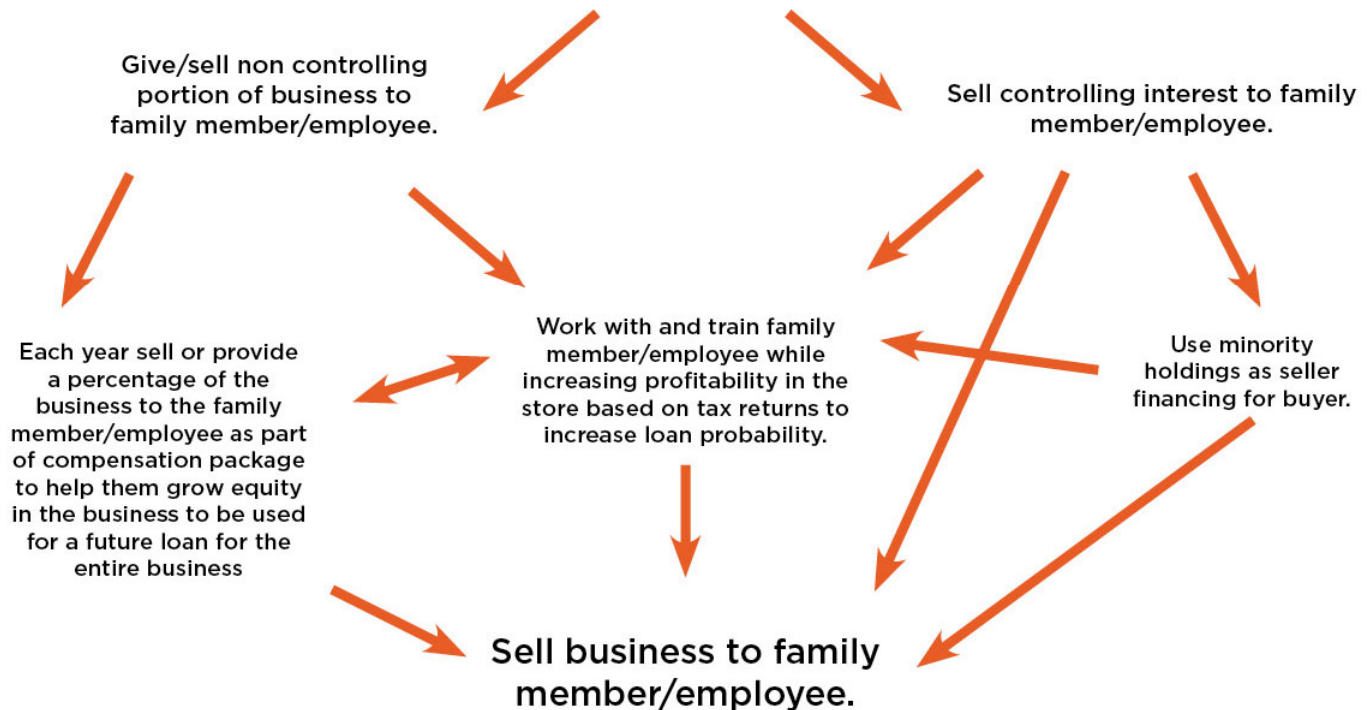 Give/sell non controlling
portion of business to
family member/employee.
Sell controlling interest to family
member/employee.
Each year sell or provide
a percentage of the
business to the family
member/employee as part
of compensation package
to help them grow equity
in the business to be used
for a future loan for the
entire business
Work with and train family
member/employee while
increasing profitability in the
store based on tax returns to
increase loan probability.
Use minority
holdings as seller
financing for buyer.
Sell business to family
member/employee.